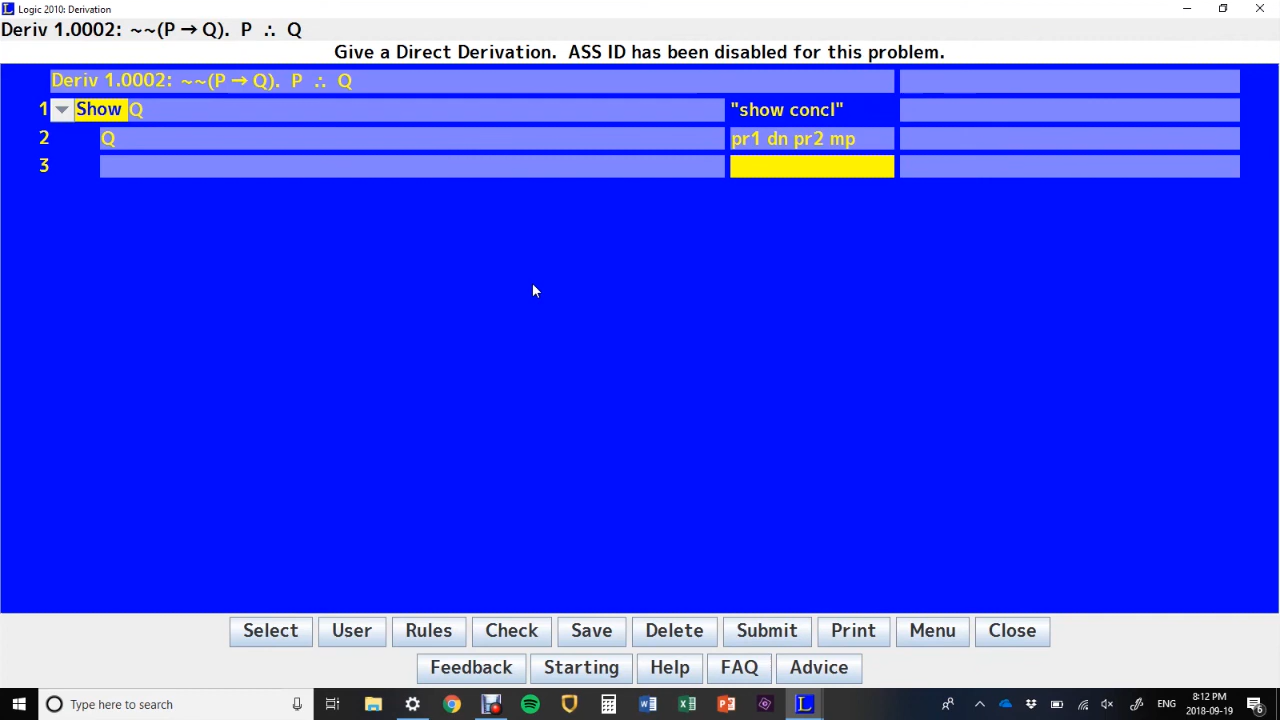 Logic 2010: Derivation
Deriv 1.0002: ~~(P → Q). P ∴ Q
Give a Direct Derivation. ASS ID has been disabled for this problem.
Deriv 1.0002: ~~(P → Q). P ∴ Q
1 Show Q "show concl"
2 Q pr1 dn pr2 mp
3
Select User Rules Check Save Delete Submit Print Menu Close
Feedback Starting Help FAQ Advice
Type here to search ENG 8:12 PM 2018-09-19 6